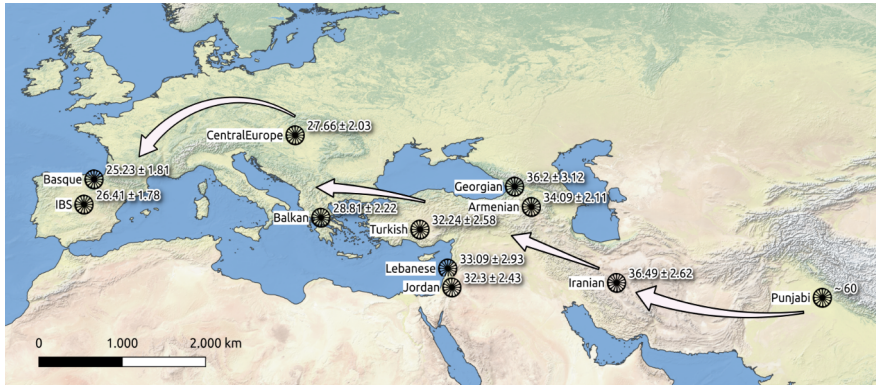 CentralEurope 27.66 ± 2.03
Basque 25.23 ± 1.81
IBS 26.41 ± 1.78
Balkan 28.81 ± 2.22
Georgian 36.2 ± 3.12
Armenian 34.09 ± 2.11
Turkish 32.24 ± 2.58
Lebanese 33.09 ± 2.93
Jordan 32.3 ± 2.43
Iranian 36.49 ± 2.62
Punjabi ~60
0 1.000 2.000 km